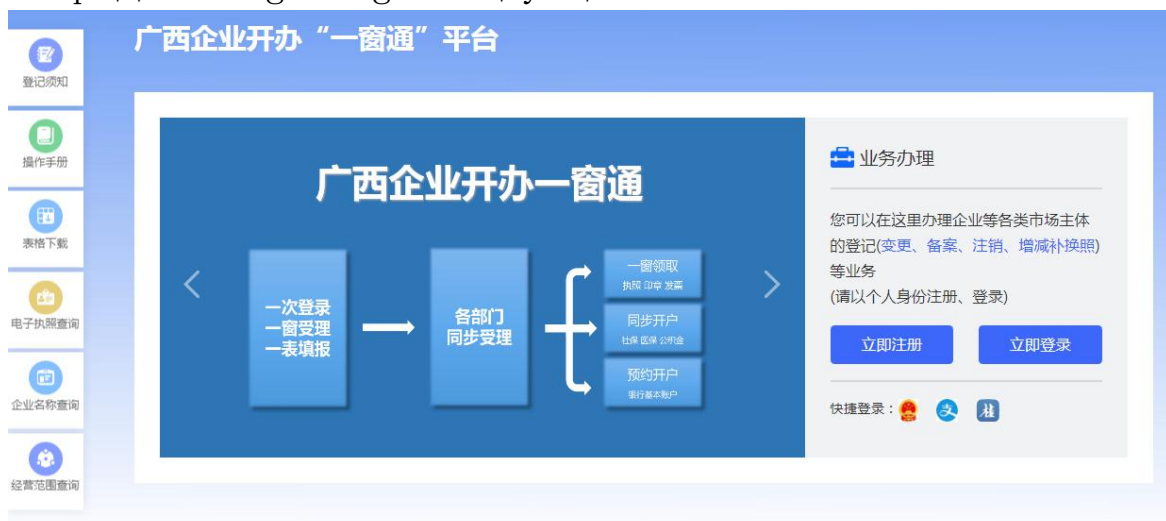 广西企业开办“一窗通”平台
登记须知
操作手册
表格下载
电子执照查询
企业名称查询
经营范围查询
广西企业开办一窗通
一次登录
一窗受理
一表填报
各部门
同步受理
一窗领取
执照 印章 发票
同步开户
社保 医保 公积金
预约开户
银行基本账户
业务办理
您可以在这里办理企业等各类市场主体
的登记(变更、备案、注销、增减补换照)
等业务
(请以个人身份注册、登录)
立即注册
立即登录
快捷登录：
桂